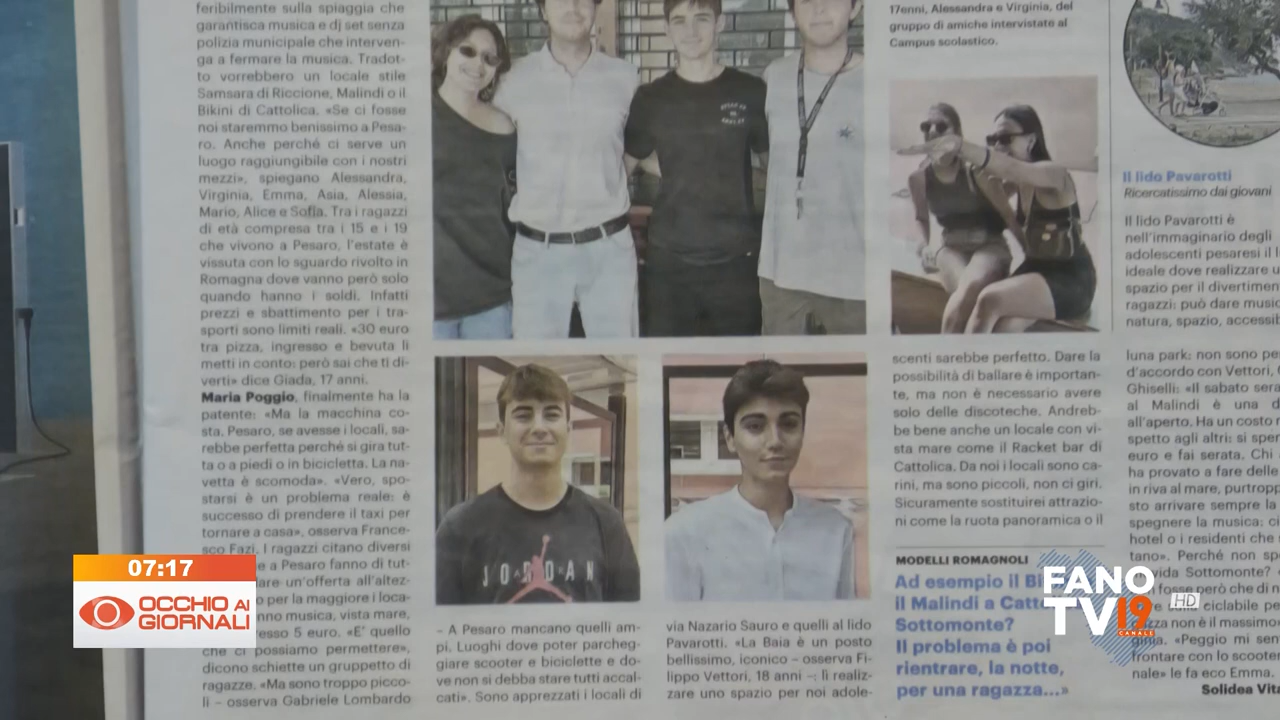 feribilmente sulla spiaggia che
garantisca musica e dj set senza
polizia municipale che interven-
ga a fermare la musica. Tradot-
to vorrebbero un locale stile
Samsara di Riccione, Malindi o il
Bikini di Cattolica. «Se ci fosse
noi staremmo benissimo a Pesa-
ro. Anche perché ci serve un
luogo raggiungibile con i nostri
mezzi», spiegano Alessandra,
Virginia, Emma, Asia, Alessia,
Mario, Alice e Sofia. Tra i ragazzi
di età compresa tra i 15 e i 19
che vivono a Pesaro, l'estate è
vissuta con lo sguardo rivolto in
Romagna dove vanno però solo
quando hanno i soldi. Infatti
prezzi e sbattimento per i tra-
sporti sono limiti reali. «30 euro
tra pizza, ingresso e bevuta li
metti in conto: però sai che ti di-
verti» dice Giada, 17 anni.
Maria Poggio, finalmente ha la
patente: «Ma la macchina co-
sta. Pesaro, se avesse i locali, sa-
rebbe perfetta perché si gira tut-
ta o a piedi o in bicicletta. La na-
vetta è scomoda». «Vero, spo-
starsi è un problema reale: è
successo di prendere il taxi per
tornare a casa», osserva France-
sco Fazi. I ragazzi citano diversi
e a Pesaro fanno di tut-
dare un'offerta all'altez-
o per la maggiore i loca-
nno musica, vista mare,
resso 5 euro. «E' quello
che ci possiamo permettere»,
dicono schiette un gruppetto di
ragazze. «Ma sono troppo picco-
li – osserva Gabriele Lombardo
– A Pesaro mancano quelli am-
pi. Luoghi dove poter parcheg-
giare scooter e biciclette e do-
ve non si debba stare tutti accal-
cati». Sono apprezzati i locali di
via Nazario Sauro e quelli al lido
Pavarotti. «La Baia è un posto
bellissimo, iconico – osserva Fi-
lippo Vettori, 18 anni –: lì realiz-
zare uno spazio per noi adole-
scenti sarebbe perfetto. Dare la
possibilità di ballare è importan-
te, ma non è necessario avere
solo delle discoteche. Andreb-
be bene anche un locale con vi-
sta mare come il Racket bar di
Cattolica. Da noi i locali sono ca-
rini, ma sono piccoli, non ci giri.
Sicuramente sostituirei attrazio-
ni come la ruota panoramica o il
luna park: non sono pe
d'accordo con Vettori,
Ghiselli: «Il sabato sera
al Malindi è una d
all'aperto. Ha un costo
spetto agli altri: si spe
euro e fai serata. Chi
ha provato a fare delle
in riva al mare, purtropp
sto arrivare sempre la
spegnere la musica: ci
hotel o i residenti che
tano». Perché non sp
ida Sottomonte?
fosse però che di n
ciclabile pe
zza non è il massimo
«Peggio mi sen
frontare con lo scoote
nale» le fa eco Emma.
Solidea Vita
17enni, Alessandra e Virginia, del
gruppo di amiche intervistate al
Campus scolastico.
Il lido Pavarotti
Ricercatissimo dai giovani
Il lido Pavarotti è
nell'immaginario degli
adolescenti pesaresi il
ideale dove realizzare u
spazio per il divertimen
ragazzi: può dare music
natura, spazio, accessib
MODELLI ROMAGNOLI
Ad esempio il Bi
il Malindi a Catt
Sottomonte?
Il problema è poi
rientrare, la notte,
per una ragazza...»
JORDAN
07:17
OCCHIO AI
GIORNALI
FANO
TV19
CANALE
HD